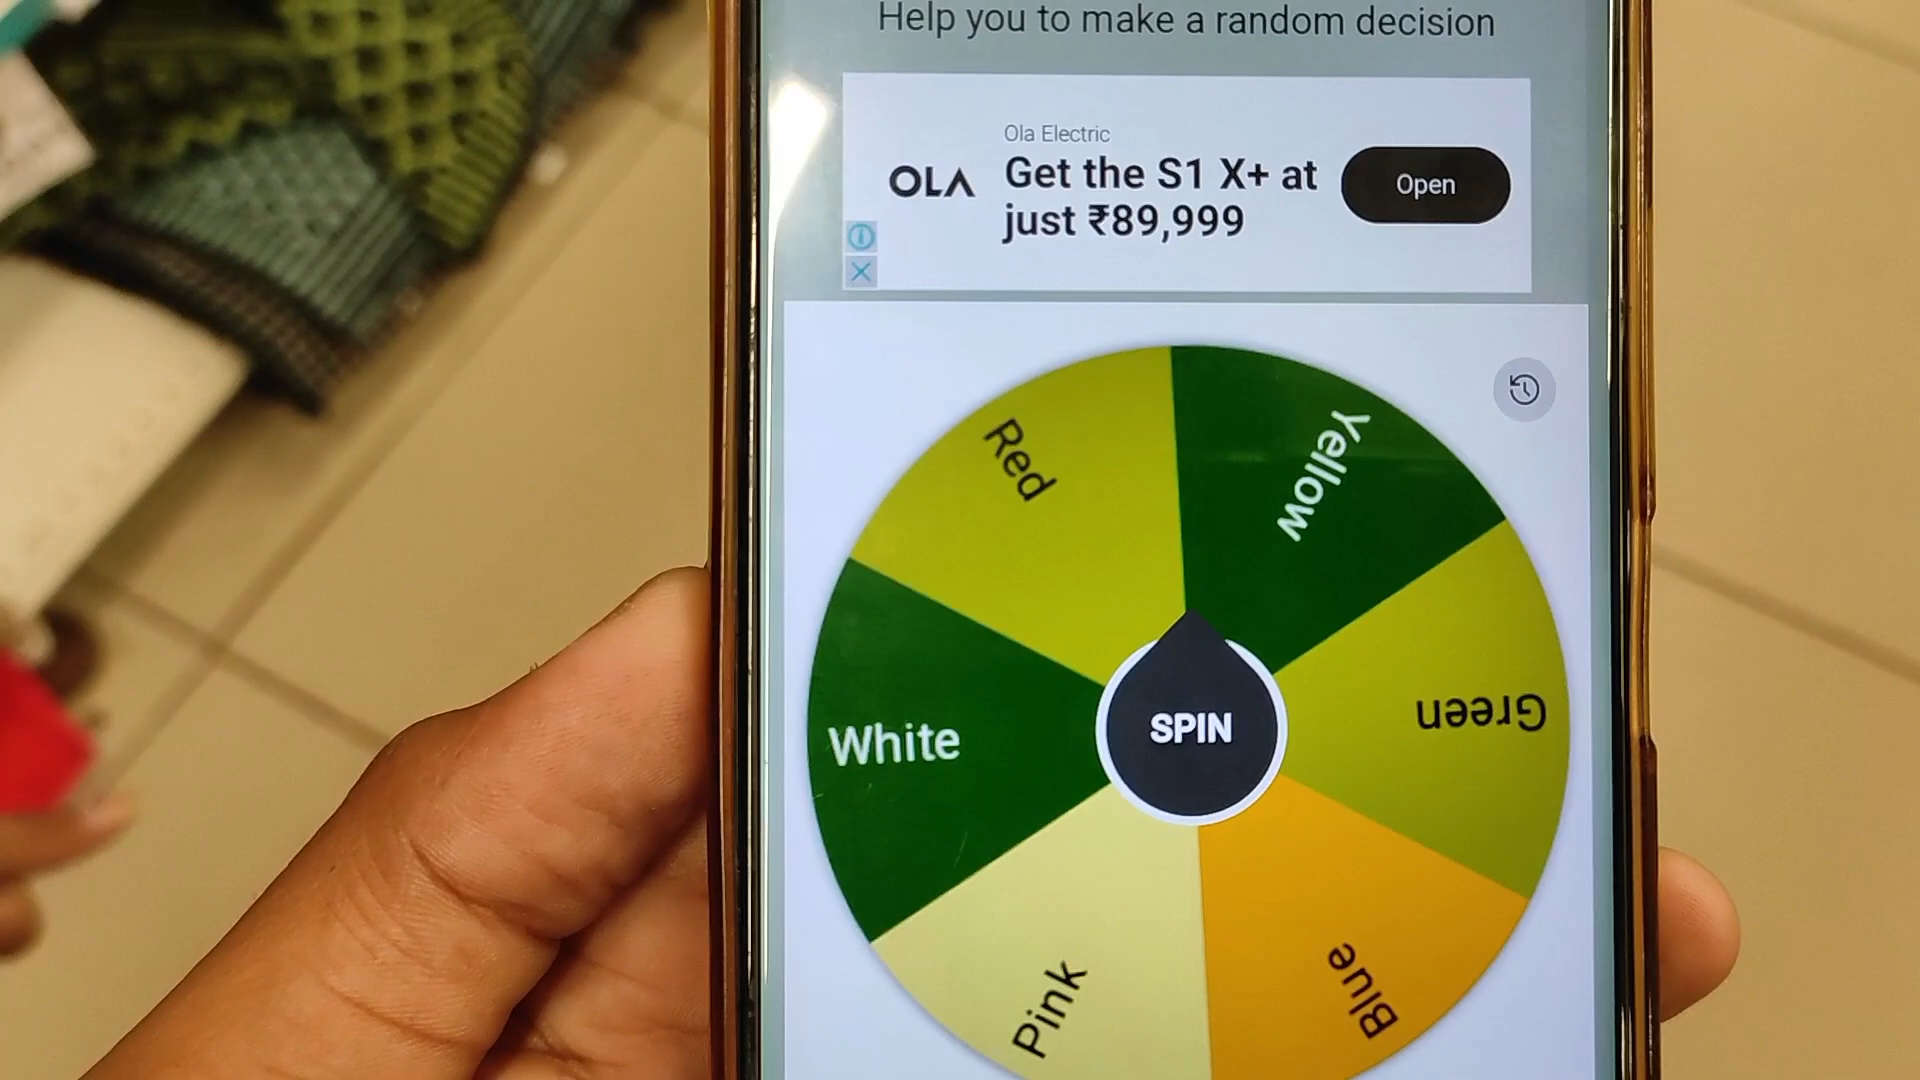 Help you to make a random decision
Ola Electric
OLA
Get the S1 X+ at
just ₹89,999
Open
Red
Yellow
White
SPIN
Green
Pink
Blue